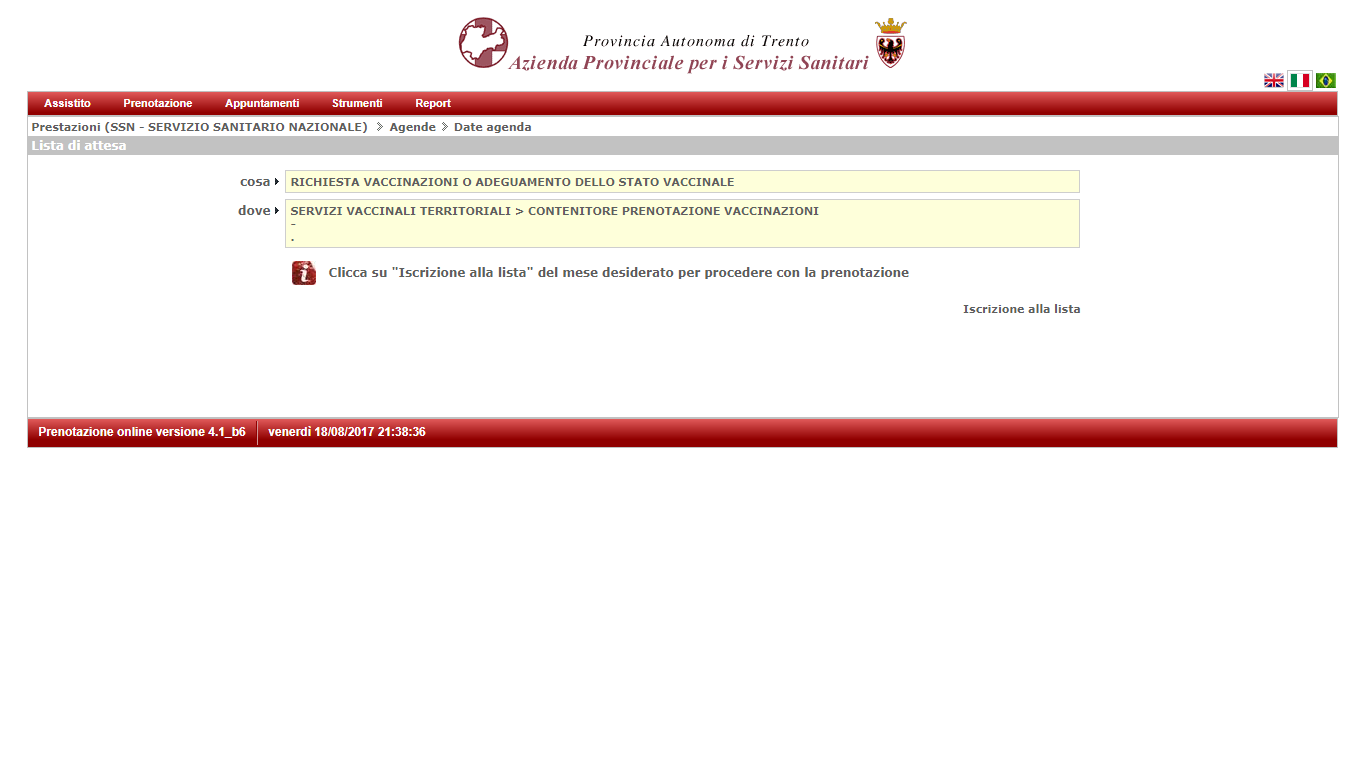 Provincia Autonoma di Trento
Azienda Provinciale per i Servizi Sanitari
Assistito Prenotazione Appuntamenti Strumenti Report
Prestazioni (SSN - SERVIZIO SANITARIO NAZIONALE) > Agende > Date agenda
Lista di attesa
cosa RICHIESTA VACCINAZIONI O ADEGUAMENTO DELLO STATO VACCINALE
dove SERVIZI VACCINALI TERRITORIALI > CONTENITORE PRENOTAZIONE VACCINAZIONI
-
.
i Clicca su "Iscrizione alla lista" del mese desiderato per procedere con la prenotazione
Iscrizione alla lista
Prenotazione online versione 4.1_b6 venerdì 18/08/2017 21:38:36